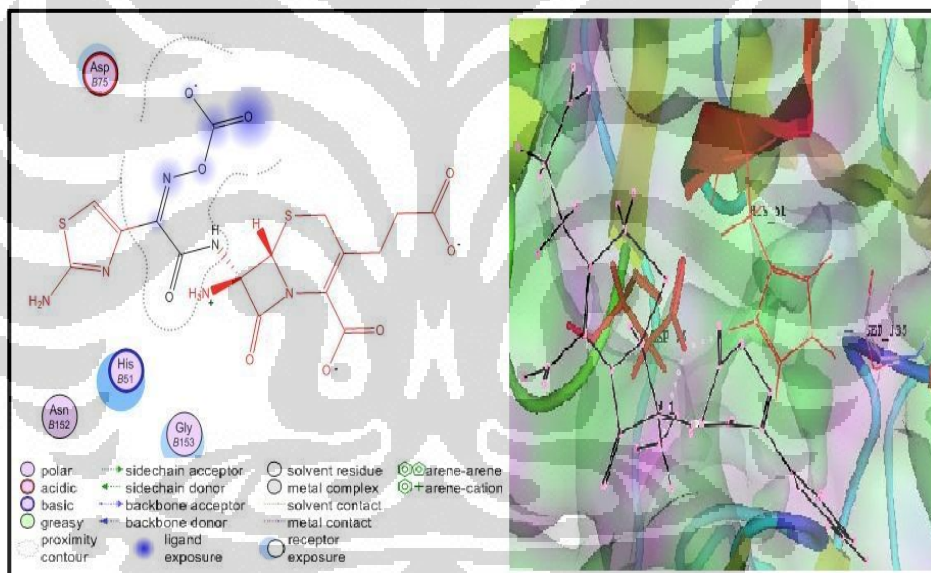 Asp
B75
O-
O
N
O
S
H
S
O
O-
N
H
N
O
H3N
+
N
H2N
O
O
O-
His
B51
Asn
B152
Gly
B153
HIS_51
polar
acidic
basic
greasy
proximity
contour
sidechain acceptor
sidechain donor
backbone acceptor
backbone donor
ligand
exposure
solvent residue
metal complex
solvent contact
metal contact
receptor
exposure
arene-arene
arene-cation